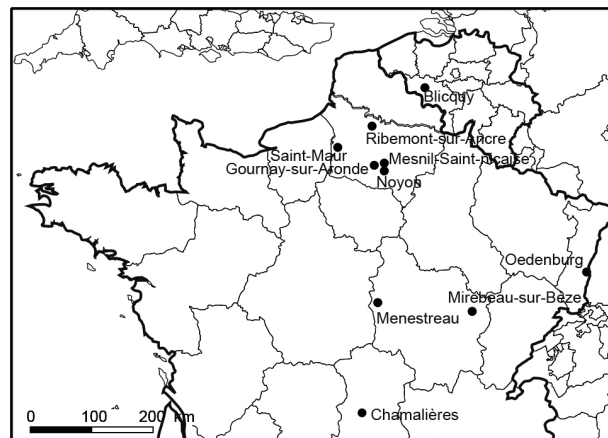 Blicquy
Ribemont-sur-Ancre
Saint-Maur
Mesnil-Saint-nicaise
Gournay-sur-Aronde
Noyon
Oedenburg
Mirebeau-sur-Bèze
Menestreau
Chamalières
0 100 200 km